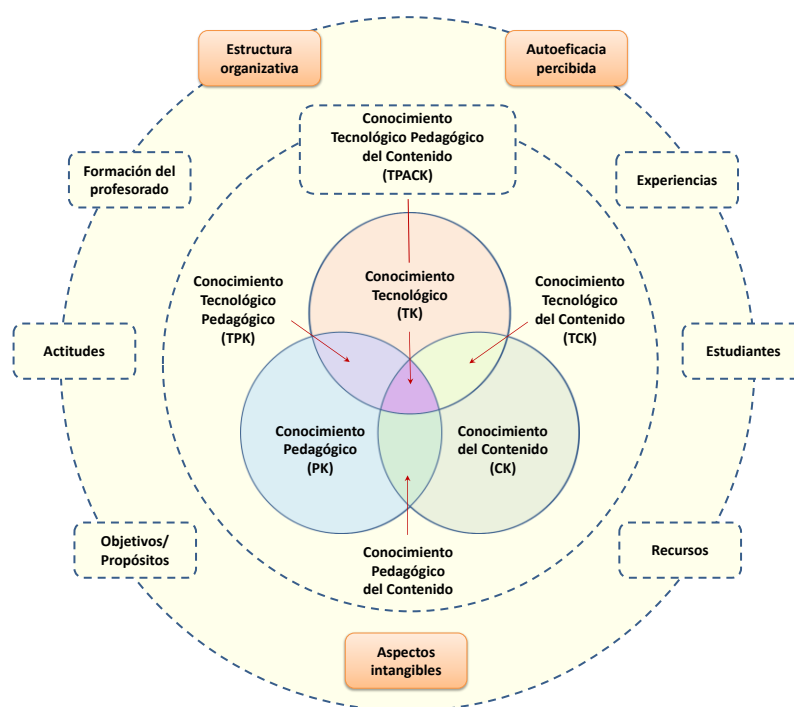 Estructura
organizativa
Autoeficacia
percibida
Conocimiento
Tecnológico Pedagógico
del Contenido
(TPACK)
Formación del
profesorado
Experiencias
Conocimiento
Tecnológico
Pedagógico
(TPK)
Conocimiento
Tecnológico
(TK)
Conocimiento
Tecnológico
del Contenido
(TCK)
Actitudes
Estudiantes
Conocimiento
Pedagógico
(PK)
Conocimiento
del Contenido
(CK)
Objetivos/
Propósitos
Conocimiento
Pedagógico
del Contenido
Recursos
Aspectos
intangibles